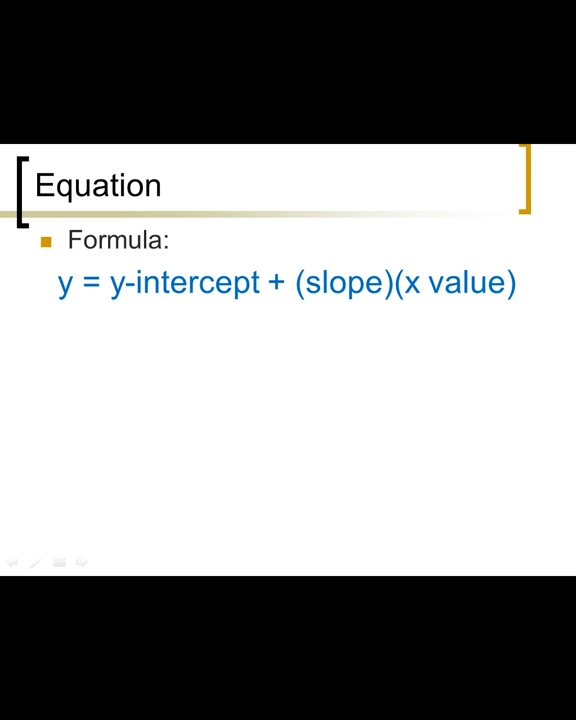 Equation
Formula:
y = y-intercept + (slope)(x value)